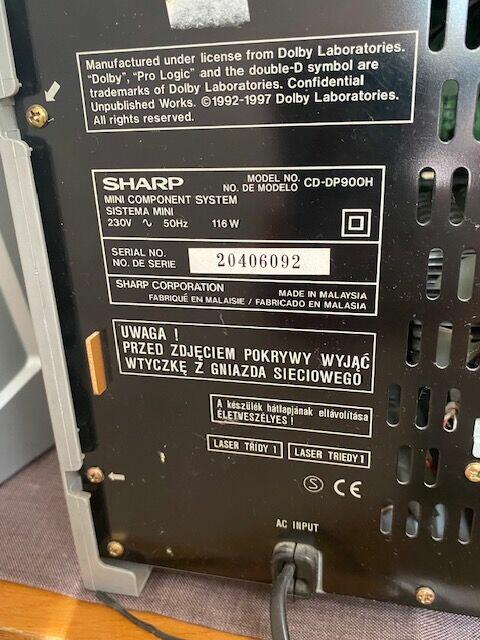 Manufactured under license from Dolby Laboratories.
"Dolby", "Pro Logic" and the double-D symbol are
trademarks of Dolby Laboratories. Confidential
Unpublished Works. ©1992-1997 Dolby Laboratories.
All rights reserved.
SHARP
MODEL NO.
NO. DE MODELO CD-DP900H
MINI COMPONENT SYSTEM
SISTEMA MINI
230V ∿ 50Hz 116 W
SERIAL NO.
NO. DE SERIE 20406092
SHARP CORPORATION MADE IN MALAYSIA
FABRIQUÉ EN MALAISIE / FABRICADO EN MALASIA
UWAGA !
PRZED ZDJĘCIEM POKRYWY WYJĄĆ
WTYCZKĘ Z GNIAZDA SIECIOWEGO
A készülék hátlapjának eltávolítása
ÉLETVESZÉLYES !
LASER TŘÍDY 1 LASER TRIEDY 1
S CE
AC INPUT